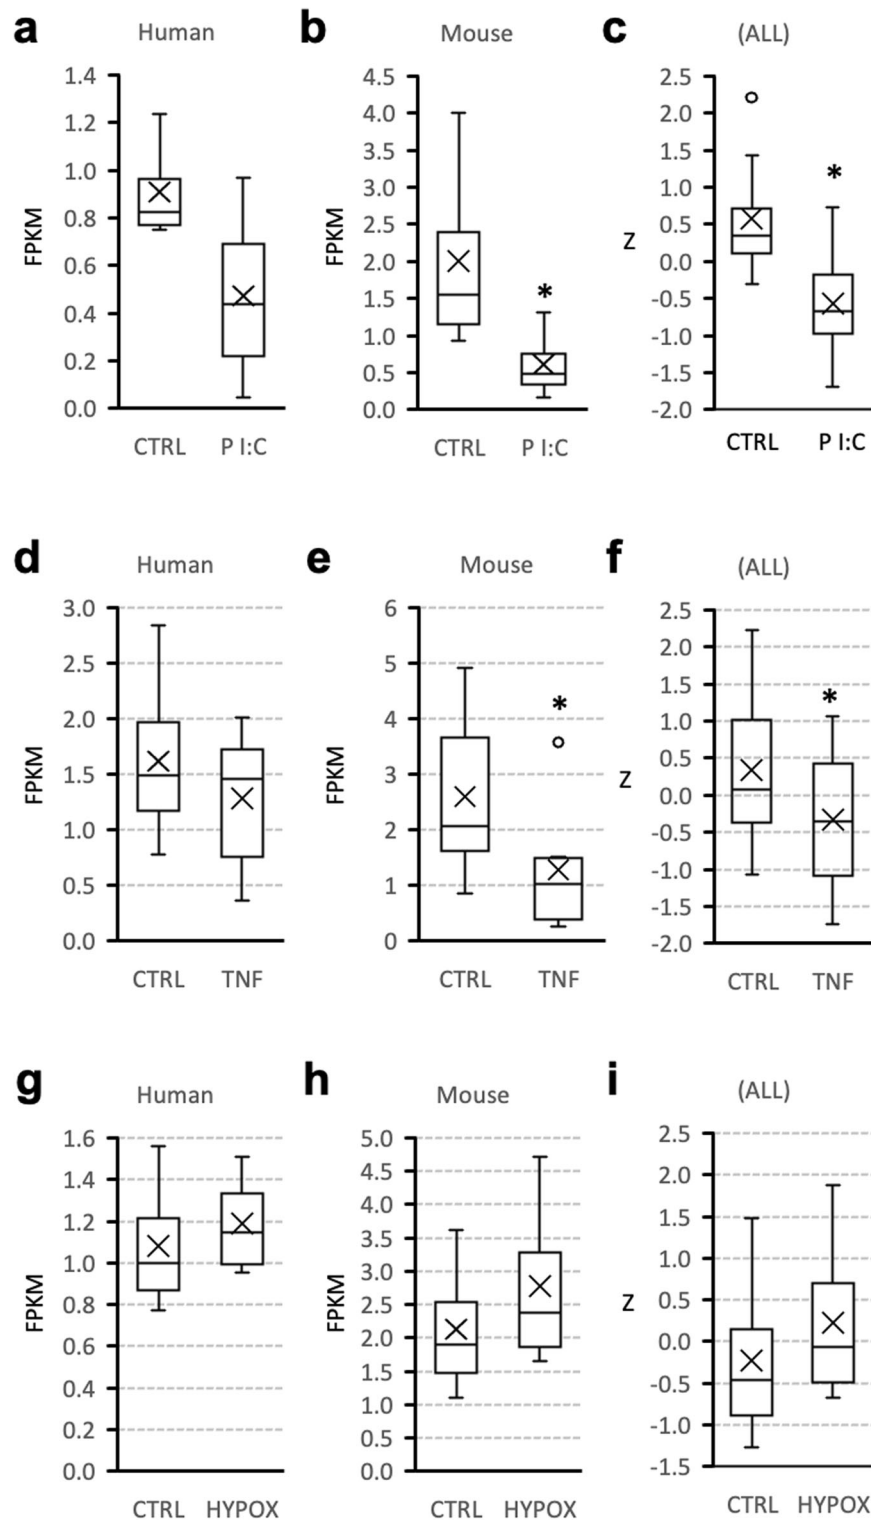 a Human b Mouse c (ALL)
1.4 4.5 2.5
1.2 4.0 2.0
1.0 3.5 1.5
0.8 3.0 1.0
0.6 2.5 0.5
0.4 2.0 0.0
0.2 1.5 -0.5
0.0 1.0 -1.0
0.5 -1.5
0.0 -2.0
FPKM FPKM Z
* *
CTRL P I:C CTRL P I:C CTRL P I:C
d Human e Mouse f (ALL)
3.0 6 2.5
2.5 5 2.0
2.0 4 1.5
1.5 3 1.0
1.0 2 0.5
0.5 1 0.0
0.0 0 -0.5
-1.0
-1.5
-2.0
FPKM FPKM Z
* *
CTRL TNF CTRL TNF CTRL TNF
g Human h Mouse i (ALL)
1.6 5.0 2.5
1.4 4.5 2.0
1.2 4.0 1.5
1.0 3.5 1.0
0.8 3.0 0.5
0.6 2.5 0.0
0.4 2.0 -0.5
0.2 1.5 -1.0
0.0 1.0 -1.5
0.5
0.0
FPKM FPKM Z
CTRL HYPOX CTRL HYPOX CTRL HYPOX